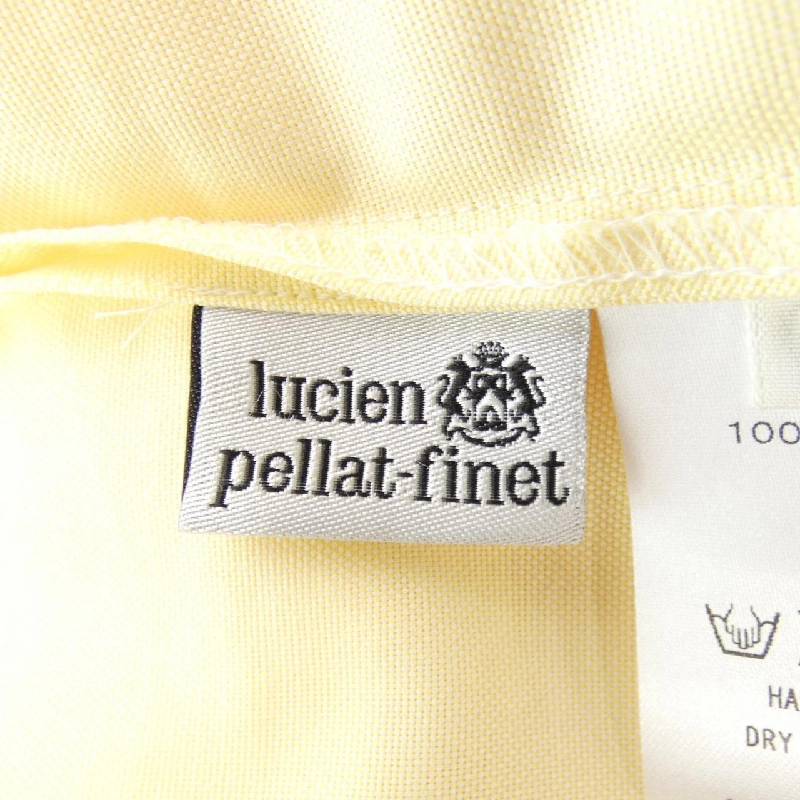 lucien
pellat-finet
100
HA
DRY